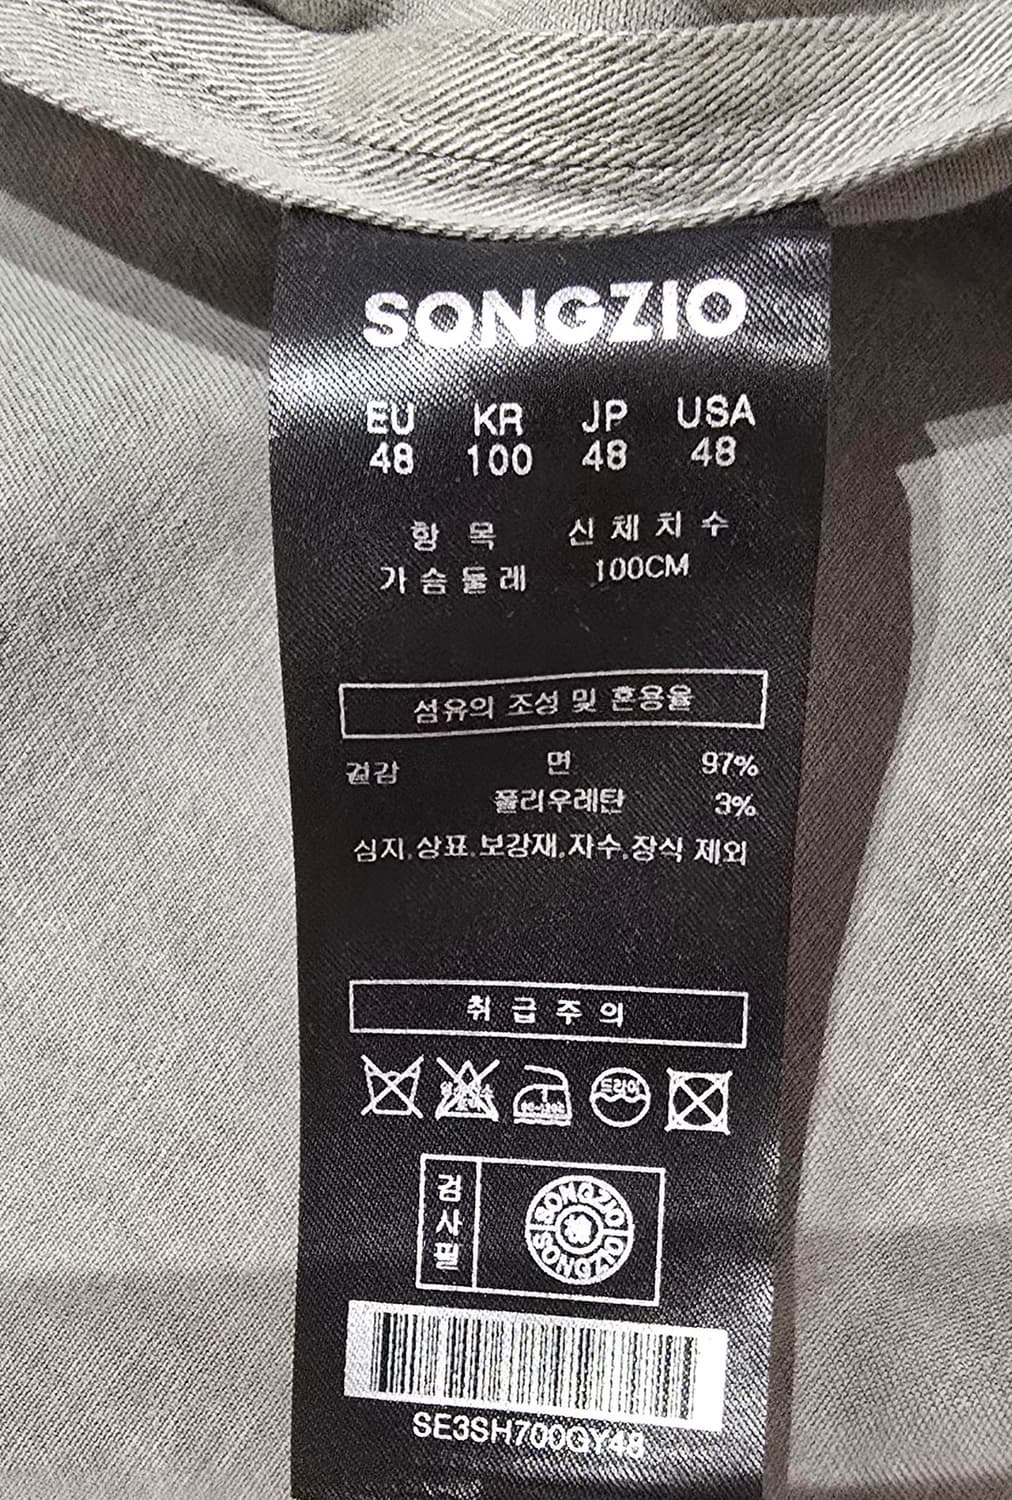 SONGZIO
EU KR JP USA
48 100 48 48
항 목 신 체 치 수
가 슴 둘 레 100CM
섬유의 조성 및 혼용율
겉감 면 97%
폴리우레탄 3%
심지,상표,보강재,자수,장식 제외
취 급 주 의
드라이
검사필
SONGZIO
SONGZIO
SE3SH700GY48